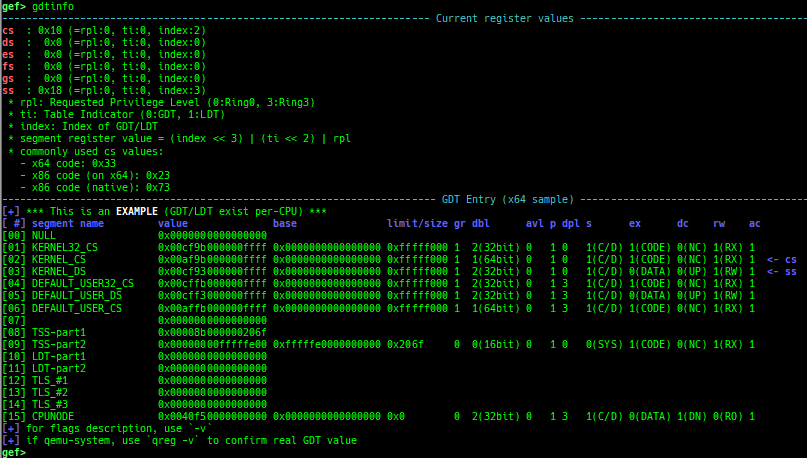 gef> gdtinfo
Current register values
cs : 0x10 (=rpl:0, ti:0, index:2)
ds : 0x0 (=rpl:0, ti:0, index:0)
es : 0x0 (=rpl:0, ti:0, index:0)
fs : 0x0 (=rpl:0, ti:0, index:0)
gs : 0x0 (=rpl:0, ti:0, index:0)
ss : 0x18 (=rpl:0, ti:0, index:3)
* rpl: Requested Privilege Level (0:Ring0, 3:Ring3)
* ti: Table Indicator (0:GDT, 1:LDT)
* index: Index of GDT/LDT
* segment register value = (index << 3) | (ti << 2) | rpl
* commonly used cs values:
- x64 code: 0x33
- x86 code (on x64): 0x23
- x86 code (native): 0x73
GDT Entry (x64 sample)
[+] *** This is an EXAMPLE (GDT/LDT exist per-CPU) ***
[ #] segment name value base limit/size gr dbl avl p dpl s ex dc rw ac
[00] NULL 0x0000000000000000
[01] KERNEL32_CS 0x00cf9b000000ffff 0x0000000000000000 0xfffff000 1 2(32bit) 0 1 0 1(C/D) 1(CODE) 0(NC) 1(RX) 1
[02] KERNEL_CS 0x00af9b000000ffff 0x0000000000000000 0xfffff000 1 1(64bit) 0 1 0 1(C/D) 1(CODE) 0(NC) 1(RX) 1 <- cs
[03] KERNEL_DS 0x00cf93000000ffff 0x0000000000000000 0xfffff000 1 2(32bit) 0 1 0 1(C/D) 0(DATA) 0(UP) 1(RW) 1 <- ss
[04] DEFAULT_USER32_CS 0x00cffb000000ffff 0x0000000000000000 0xfffff000 1 2(32bit) 0 1 3 1(C/D) 1(CODE) 0(NC) 1(RX) 1
[05] DEFAULT_USER_DS 0x00cff3000000ffff 0x0000000000000000 0xfffff000 1 2(32bit) 0 1 3 1(C/D) 0(DATA) 0(UP) 1(RW) 1
[06] DEFAULT_USER_CS 0x00affb000000ffff 0x0000000000000000 0xfffff000 1 1(64bit) 0 1 3 1(C/D) 1(CODE) 0(NC) 1(RX) 1
[07] 0x0000000000000000
[08] TSS-part1 0x00008b000000206f
[09] TSS-part2 0x00000000fffffe00 0xfffffe0000000000 0x206f 0 0(16bit) 0 1 0 0(SYS) 1(CODE) 0(NC) 1(RX) 1
[10] LDT-part1 0x0000000000000000
[11] LDT-part2 0x0000000000000000
[12] TLS_#1 0x0000000000000000
[13] TLS_#2 0x0000000000000000
[14] TLS_#3 0x0000000000000000
[15] CPUNODE 0x0040f50000000000 0x0000000000000000 0x0 0 2(32bit) 0 1 3 1(C/D) 0(DATA) 1(DN) 0(RO) 1
[+] for flags description, use `-v`
[+] if qemu-system, use `qreg -v` to confirm real GDT value
gef>